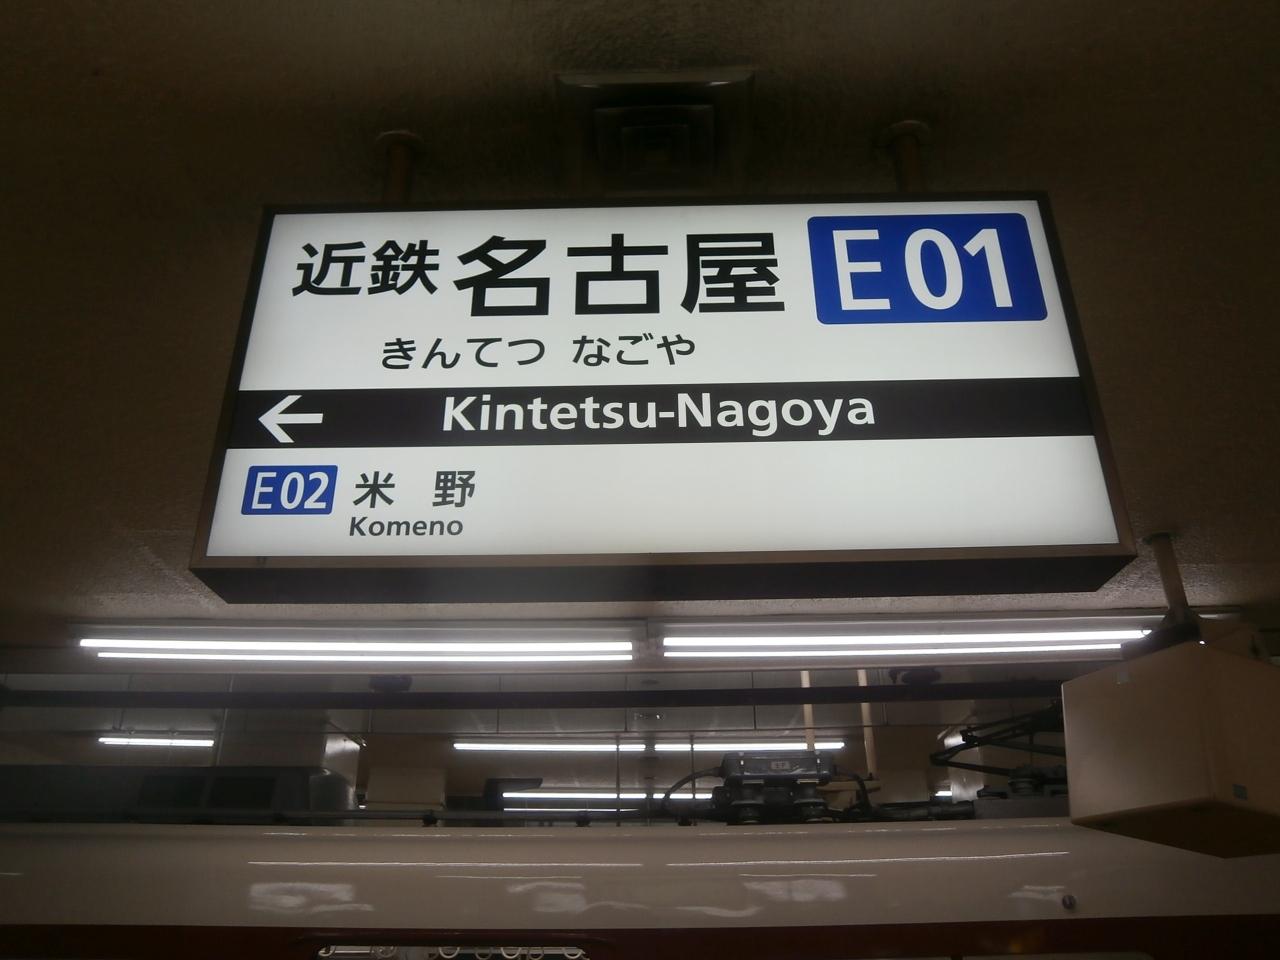 近鉄名古屋 E01
きんてつ なごや
← Kintetsu-Nagoya
E02 米野
Komeno